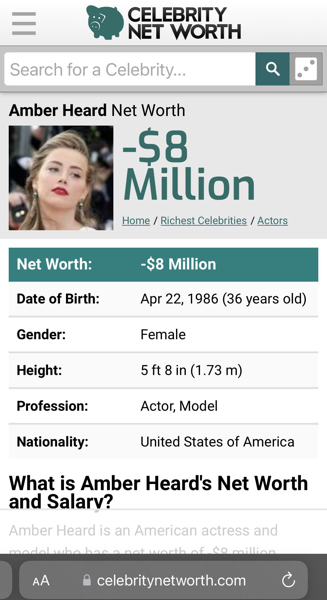 CELEBRITY
NET WORTH
Search for a Celebrity...
Amber Heard Net Worth
-$8
Million
Home / Richest Celebrities / Actors
Net Worth: -$8 Million
Date of Birth: Apr 22, 1986 (36 years old)
Gender: Female
Height: 5 ft 8 in (1.73 m)
Profession: Actor, Model
Nationality: United States of America
What is Amber Heard's Net Worth
and Salary?
Amber Heard is an American actress and
model who has a net worth of -$8 million
AA celebritynetworth.com